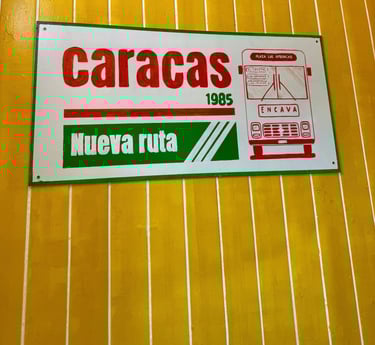 caracas
1985
Nueva ruta
PLAZA LAS AMERICAS
ENCAVA